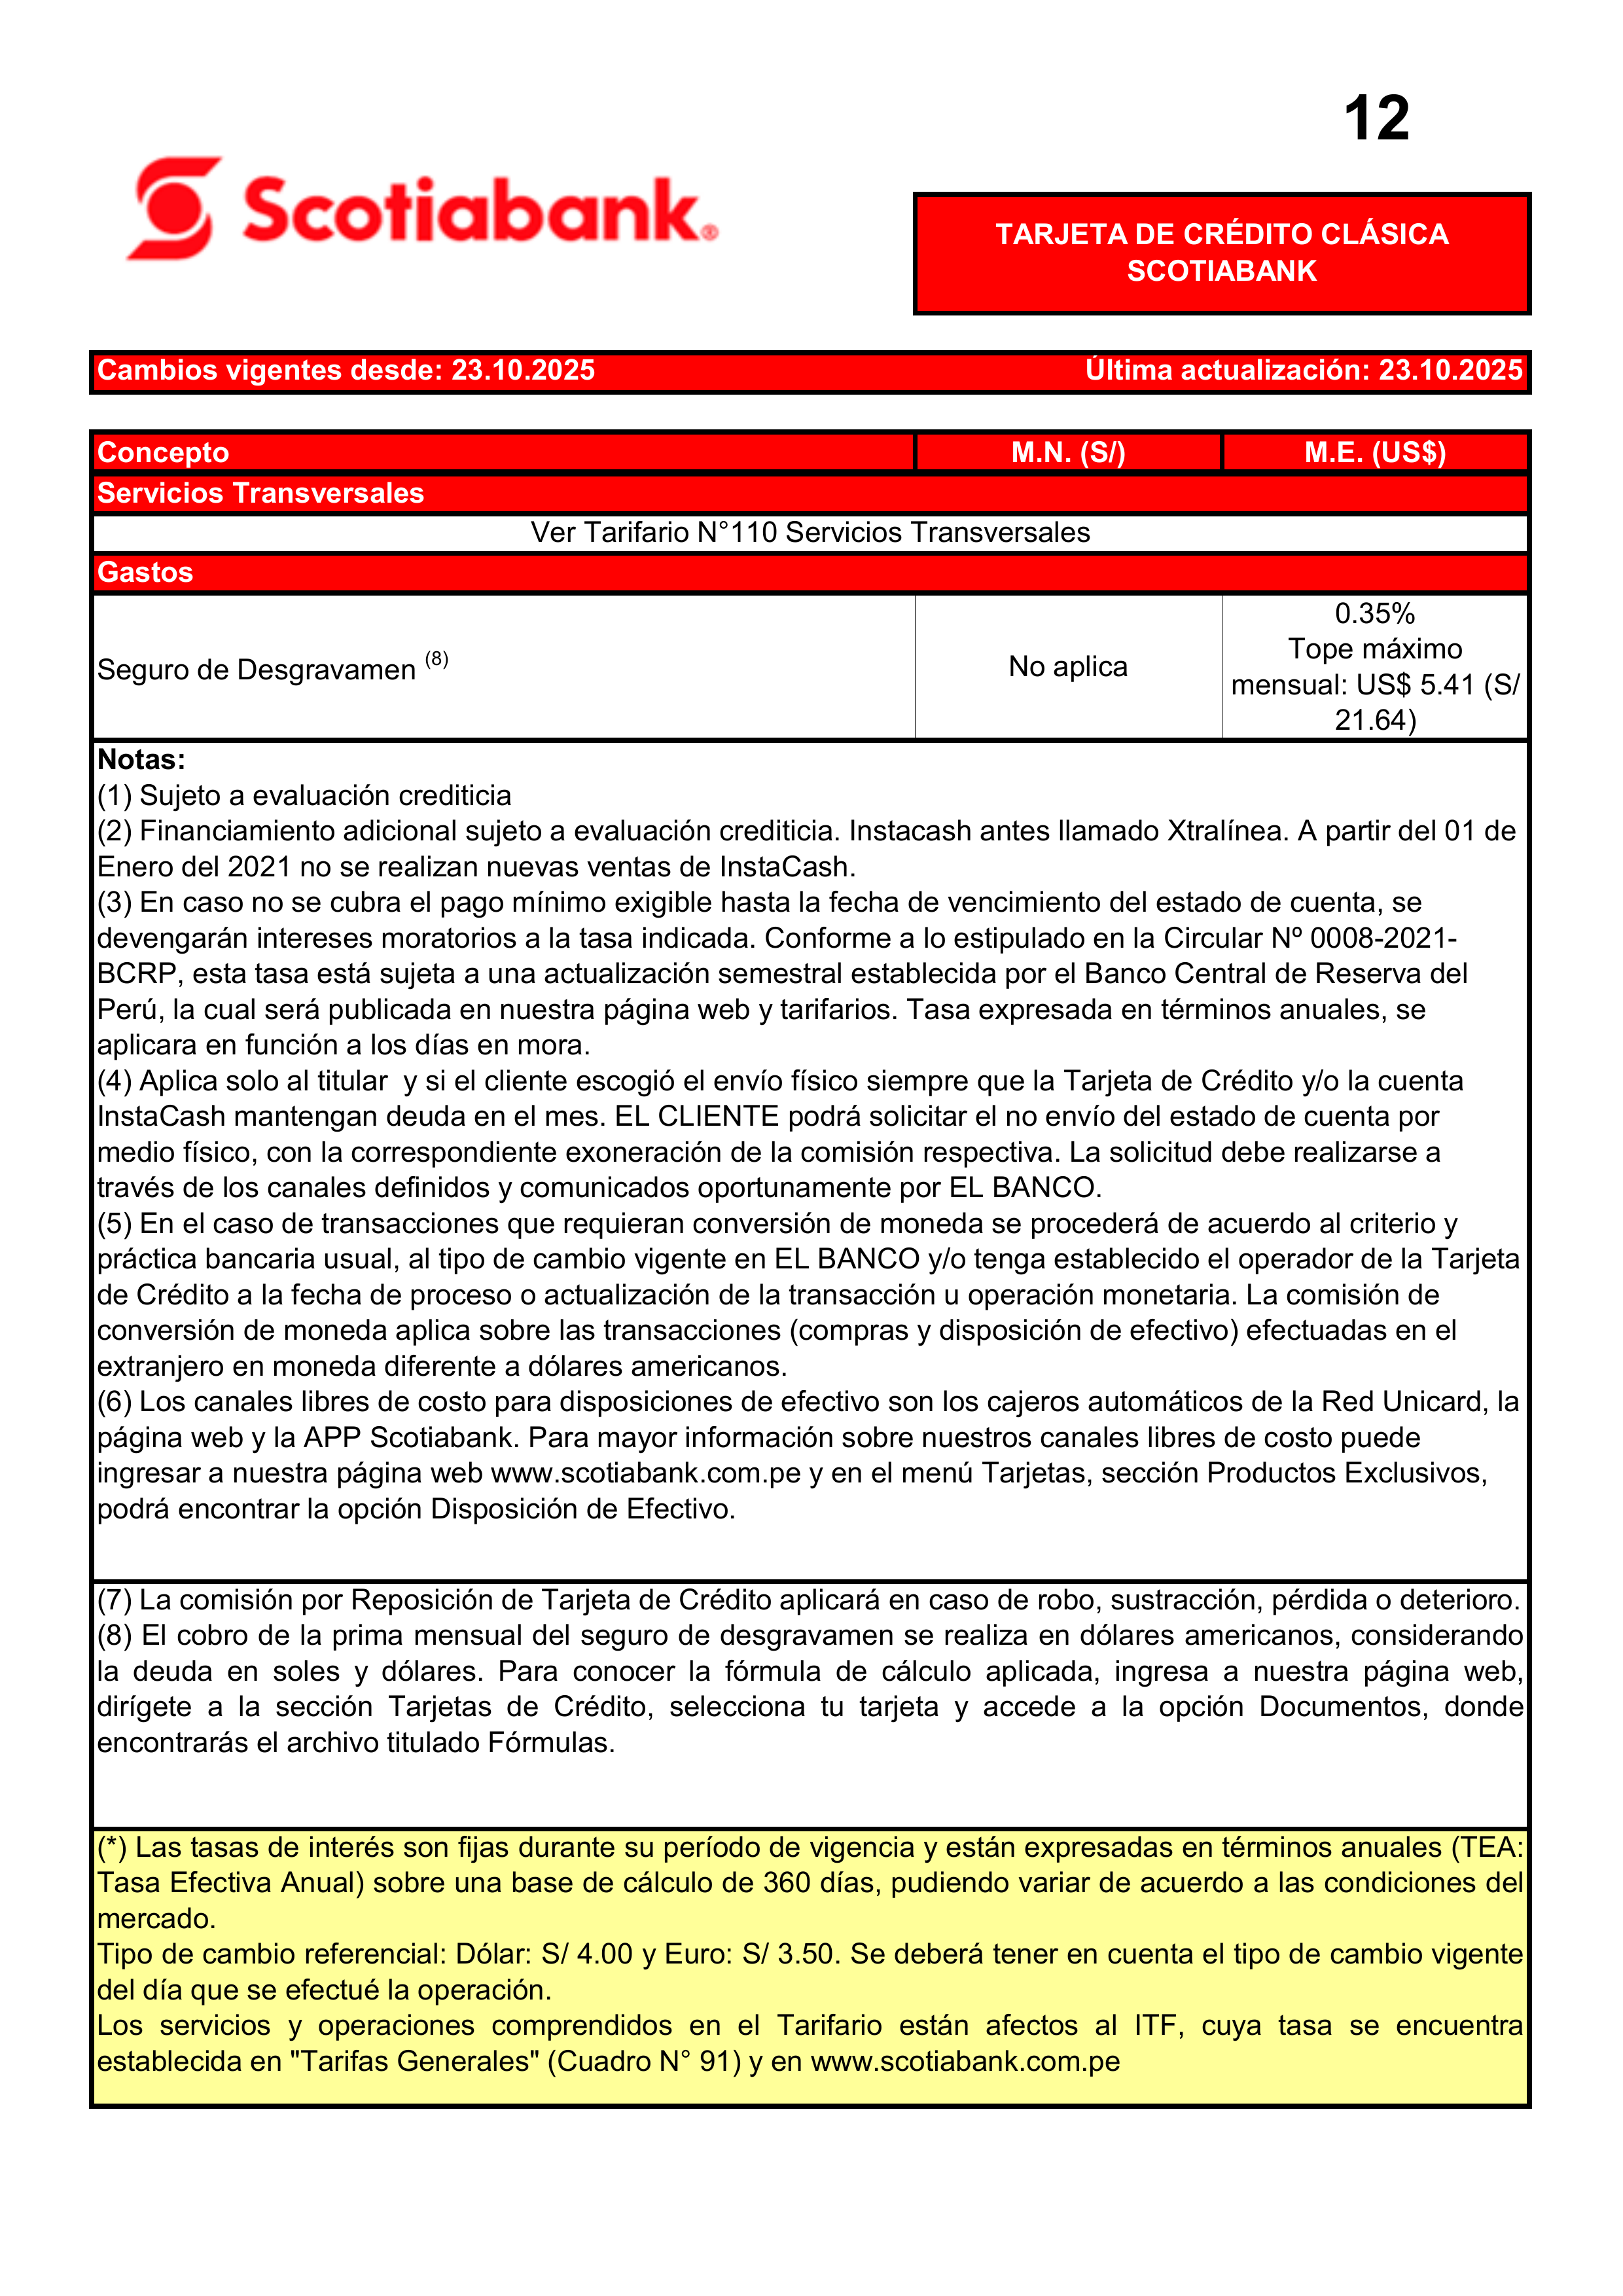 12
Scotiabank®
TARJETA DE CRÉDITO CLÁSICA
SCOTIABANK
Cambios vigentes desde: 23.10.2025 Última actualización: 23.10.2025
Concepto M.N. (S/) M.E. (US$)
Servicios Transversales
Ver Tarifario N°110 Servicios Transversales
Gastos
Seguro de Desgravamen (8)
No aplica
0.35%
Tope máximo
mensual: US$ 5.41 (S/
21.64)
Notas:
(1) Sujeto a evaluación crediticia
(2) Financiamiento adicional sujeto a evaluación crediticia. Instacash antes llamado Xtralínea. A partir del 01 de
Enero del 2021 no se realizan nuevas ventas de InstaCash.
(3) En caso no se cubra el pago mínimo exigible hasta la fecha de vencimiento del estado de cuenta, se
devengarán intereses moratorios a la tasa indicada. Conforme a lo estipulado en la Circular Nº 0008-2021-
BCRP, esta tasa está sujeta a una actualización semestral establecida por el Banco Central de Reserva del
Perú, la cual será publicada en nuestra página web y tarifarios. Tasa expresada en términos anuales, se
aplicara en función a los días en mora.
(4) Aplica solo al titular  y si el cliente escogió el envío físico siempre que la Tarjeta de Crédito y/o la cuenta
InstaCash mantengan deuda en el mes. EL CLIENTE podrá solicitar el no envío del estado de cuenta por
medio físico, con la correspondiente exoneración de la comisión respectiva. La solicitud debe realizarse a
través de los canales definidos y comunicados oportunamente por EL BANCO.
(5) En el caso de transacciones que requieran conversión de moneda se procederá de acuerdo al criterio y
práctica bancaria usual, al tipo de cambio vigente en EL BANCO y/o tenga establecido el operador de la Tarjeta
de Crédito a la fecha de proceso o actualización de la transacción u operación monetaria. La comisión de
conversión de moneda aplica sobre las transacciones (compras y disposición de efectivo) efectuadas en el
extranjero en moneda diferente a dólares americanos.
(6) Los canales libres de costo para disposiciones de efectivo son los cajeros automáticos de la Red Unicard, la
página web y la APP Scotiabank. Para mayor información sobre nuestros canales libres de costo puede
ingresar a nuestra página web www.scotiabank.com.pe y en el menú Tarjetas, sección Productos Exclusivos,
podrá encontrar la opción Disposición de Efectivo.
(7) La comisión por Reposición de Tarjeta de Crédito aplicará en caso de robo, sustracción, pérdida o deterioro.
(8) El cobro de la prima mensual del seguro de desgravamen se realiza en dólares americanos, considerando
la deuda en soles y dólares. Para conocer la fórmula de cálculo aplicada, ingresa a nuestra página web,
dirígete a la sección Tarjetas de Crédito, selecciona tu tarjeta y accede a la opción Documentos, donde
encontrarás el archivo titulado Fórmulas.
(*) Las tasas de interés son fijas durante su período de vigencia y están expresadas en términos anuales (TEA:
Tasa Efectiva Anual) sobre una base de cálculo de 360 días, pudiendo variar de acuerdo a las condiciones del
mercado.
Tipo de cambio referencial: Dólar: S/ 4.00 y Euro: S/ 3.50. Se deberá tener en cuenta el tipo de cambio vigente
del día que se efectué la operación.
Los servicios y operaciones comprendidos en el Tarifario están afectos al ITF, cuya tasa se encuentra
establecida en "Tarifas Generales" (Cuadro N° 91) y en www.scotiabank.com.pe